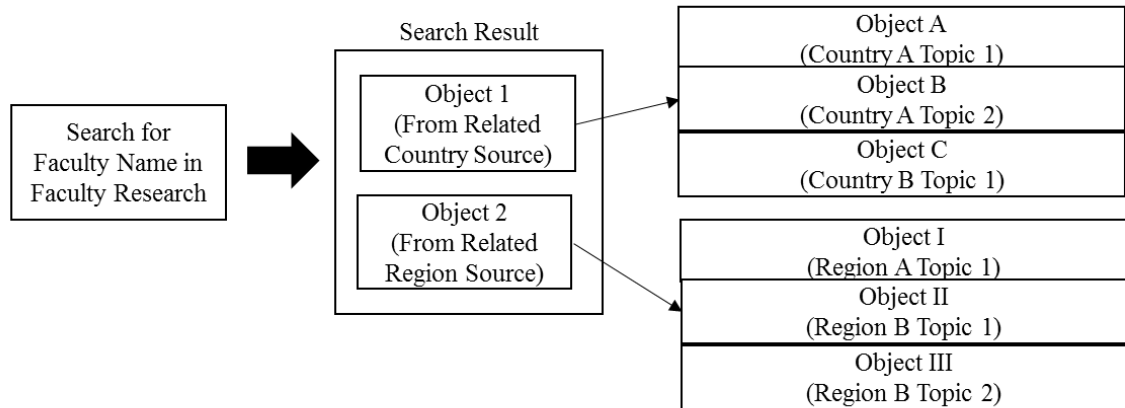 Search for
Faculty Name in
Faculty Research
Search Result
Object 1
(From Related
Country Source)
Object 2
(From Related
Region Source)
Object A
(Country A Topic 1)
Object B
(Country A Topic 2)
Object C
(Country B Topic 1)
Object I
(Region A Topic 1)
Object II
(Region B Topic 1)
Object III
(Region B Topic 2)